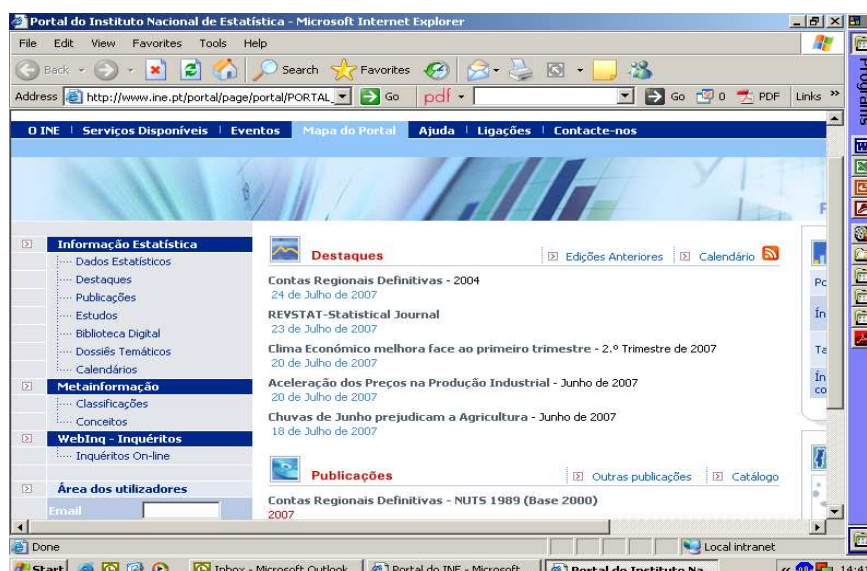 Portal do Instituto Nacional de Estatística - Microsoft Internet Explorer
File Edit View Favorites Tools Help
Back Search Favorites
Address http://www.ine.pt/portal/page/portal/PORTAL_ Go pdf Go 0 PDF Links »
Programs
O INE | Serviços Disponíveis | Eventos Mapa do Portal Ajuda | Ligações | Contacte-nos
Informação Estatística
Dados Estatísticos
Destaques
Publicações
Estudos
Biblioteca Digital
Dossiês Temáticos
Calendários
Metainformação
Classificações
Conceitos
WebInq - Inquéritos
Inquéritos On-line
Área dos utilizadores
Email
Destaques Edições Anteriores Calendário
Contas Regionais Definitivas - 2004
24 de Julho de 2007
REVSTAT-Statistical Journal
23 de Julho de 2007
Clima Económico melhora face ao primeiro trimestre - 2.º Trimestre de 2007
20 de Julho de 2007
Aceleração dos Preços na Produção Industrial - Junho de 2007
20 de Julho de 2007
Chuvas de Junho prejudicam a Agricultura - Junho de 2007
18 de Julho de 2007
Publicações Outras publicações Catálogo
Contas Regionais Definitivas - NUTS 1989 (Base 2000)
2007
Po
Ín
Ta
Ín
co
Done Local intranet
Start Inbox - Microsoft Outlook Portal do INE - Microsoft Portal do Instituto Na